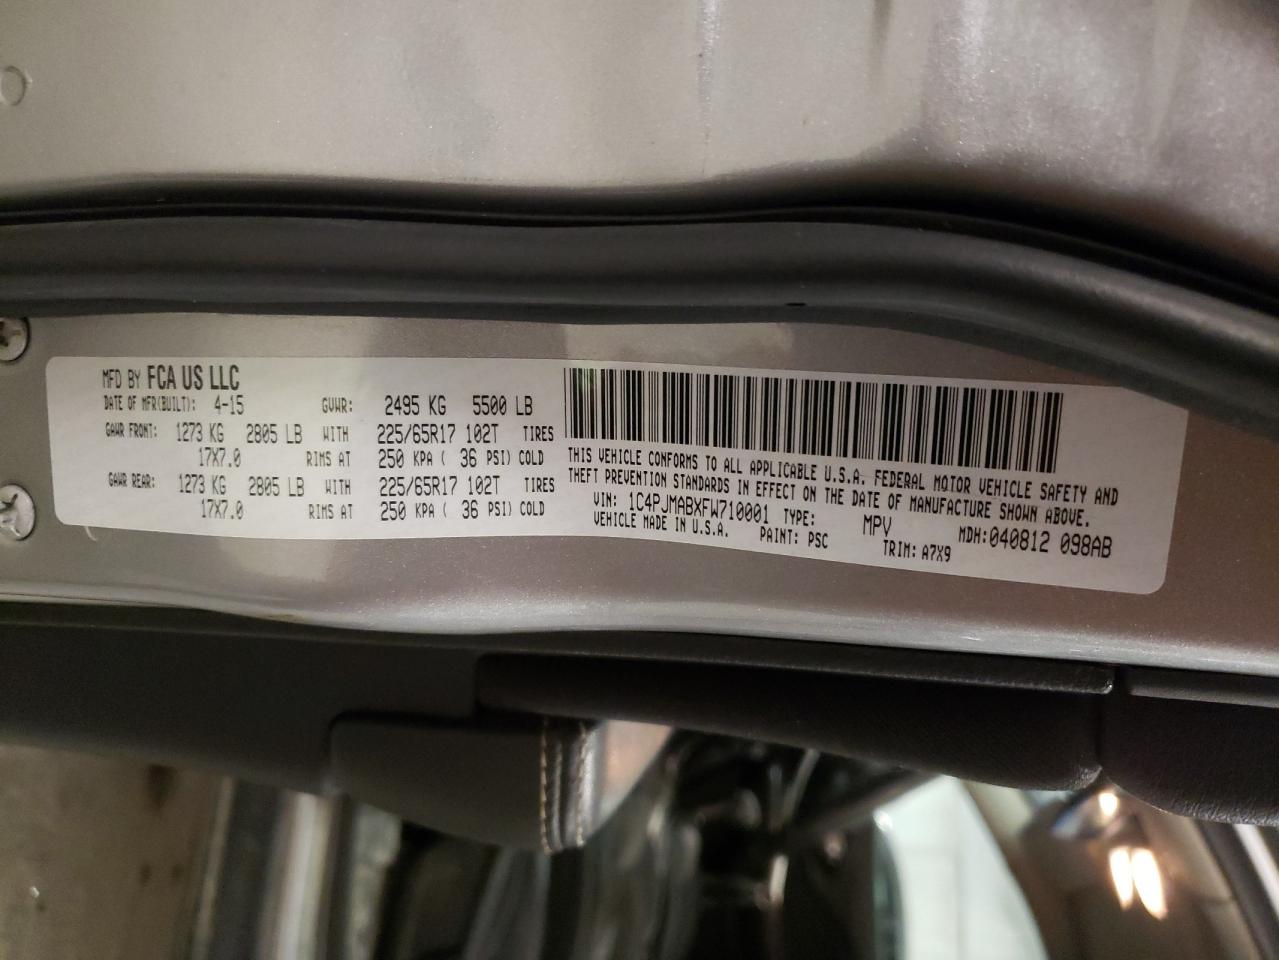 MFD BY FCA US LLC
DATE OF MFR(BUILT): 4-15 GVWR: 2495 KG 5500 LB
GAWR FRONT: 1273 KG 2805 LB WITH 225/65R17 102T TIRES
17X7.0 RIMS AT 250 KPA ( 36 PSI) COLD
GAWR REAR: 1273 KG 2805 LB WITH 225/65R17 102T TIRES
17X7.0 RIMS AT 250 KPA ( 36 PSI) COLD
THIS VEHICLE CONFORMS TO ALL APPLICABLE U.S.A. FEDERAL MOTOR VEHICLE SAFETY AND
THEFT PREVENTION STANDARDS IN EFFECT ON THE DATE OF MANUFACTURE SHOWN ABOVE.
VIN: 1C4PJMABXFW710001 TYPE: MPV MDH:040812 098AB
VEHICLE MADE IN U.S.A. PAINT: PSC TRIM: A7X9